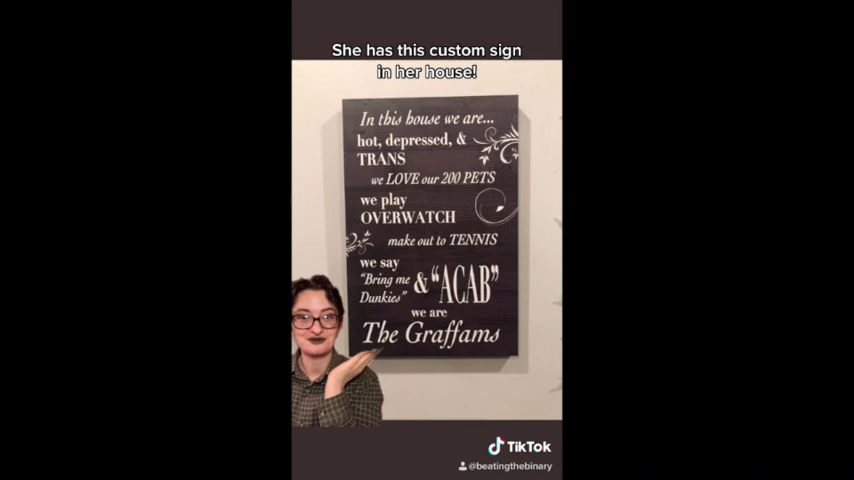 She has this custom sign
in her house!
In this house we are...
hot, depressed, &
TRANS
we LOVE our 200 PETS
we play
OVERWATCH
make out to TENNIS
we say
"Bring me
Dunkies"
& "ACAB"
we are
The Graffams
TikTok
@beatingthebinary